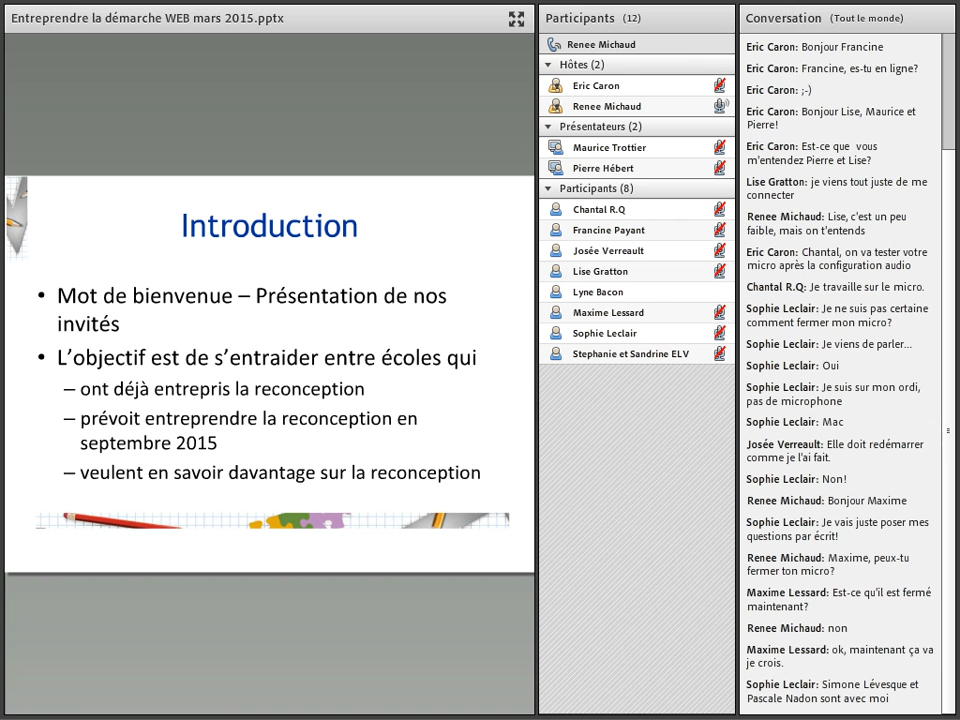 Entreprendre la démarche WEB mars 2015.pptx
Introduction
• Mot de bienvenue – Présentation de nos
invités
• L'objectif est de s'entraider entre écoles qui
– ont déjà entrepris la reconception
– prévoit entreprendre la reconception en
septembre 2015
– veulent en savoir davantage sur la reconception
Participants (12)
Renee Michaud
Hôtes (2)
Eric Caron
Renee Michaud
Présentateurs (2)
Maurice Trottier
Pierre Hébert
Participants (8)
Chantal R.Q
Francine Payant
Josée Verreault
Lise Gratton
Lyne Bacon
Maxime Lessard
Sophie Leclair
Stephanie et Sandrine ELV
Conversation (Tout le monde)
Eric Caron: Bonjour Francine
Eric Caron: Francine, es-tu en ligne?
Eric Caron: ;-)
Eric Caron: Bonjour Lise, Maurice et
Pierre!
Eric Caron: Est-ce que vous
m'entendez Pierre et Lise?
Lise Gratton: je viens tout juste de me
connecter
Renee Michaud: Lise, c'est un peu
faible, mais on t'entends
Eric Caron: Chantal, on va tester votre
micro après la configuration audio
Chantal R.Q: Je travaille sur le micro.
Sophie Leclair: Je ne suis pas certaine
comment fermer mon micro?
Sophie Leclair: Je viens de parler...
Sophie Leclair: Oui
Sophie Leclair: Je suis sur mon ordi,
pas de microphone
Sophie Leclair: Mac
Josée Verreault: Elle doit redémarrer
comme je l'ai fait.
Sophie Leclair: Non!
Renee Michaud: Bonjour Maxime
Sophie Leclair: Je vais juste poser mes
questions par écrit!
Renee Michaud: Maxime, peux-tu
fermer ton micro?
Maxime Lessard: Est-ce qu'il est fermé
maintenant?
Renee Michaud: non
Maxime Lessard: ok, maintenant ça va
je crois.
Sophie Leclair: Simone Lévesque et
Pascale Nadon sont avec moi